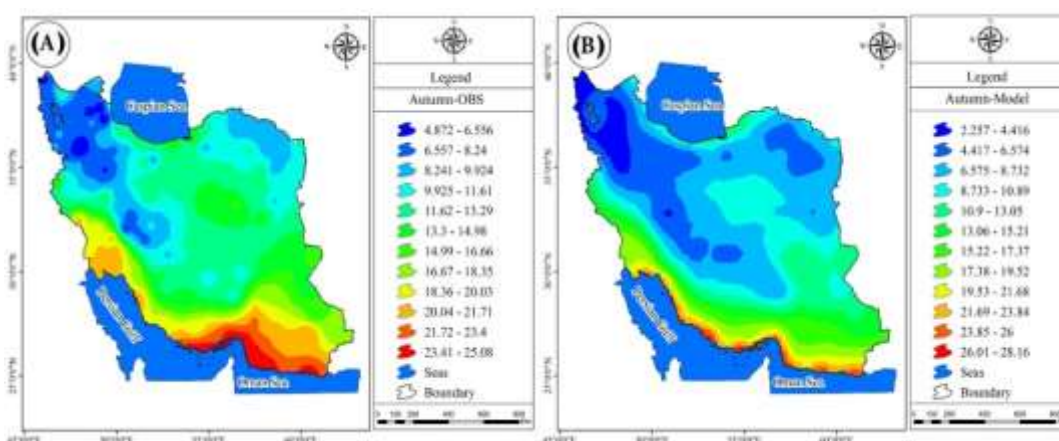 (A)
Caspian Sea
Persian Gulf
Oman Sea
Legend
Autumn-OBS
4.872 - 6.556
6.557 - 8.24
8.241 - 9.924
9.925 - 11.61
11.62 - 13.29
13.3 - 14.98
14.99 - 16.66
16.67 - 18.35
18.36 - 20.03
20.04 - 21.71
21.72 - 23.4
23.41 - 25.08
Seas
Boundary
(B)
Caspian Sea
Persian Gulf
Oman Sea
Legend
Autumn-Model
2.257 - 4.416
4.417 - 6.574
6.575 - 8.732
8.733 - 10.89
10.9 - 13.05
13.06 - 15.21
15.22 - 17.37
17.38 - 19.52
19.53 - 21.68
21.69 - 23.84
23.85 - 26
26.01 - 28.16
Seas
Boundary